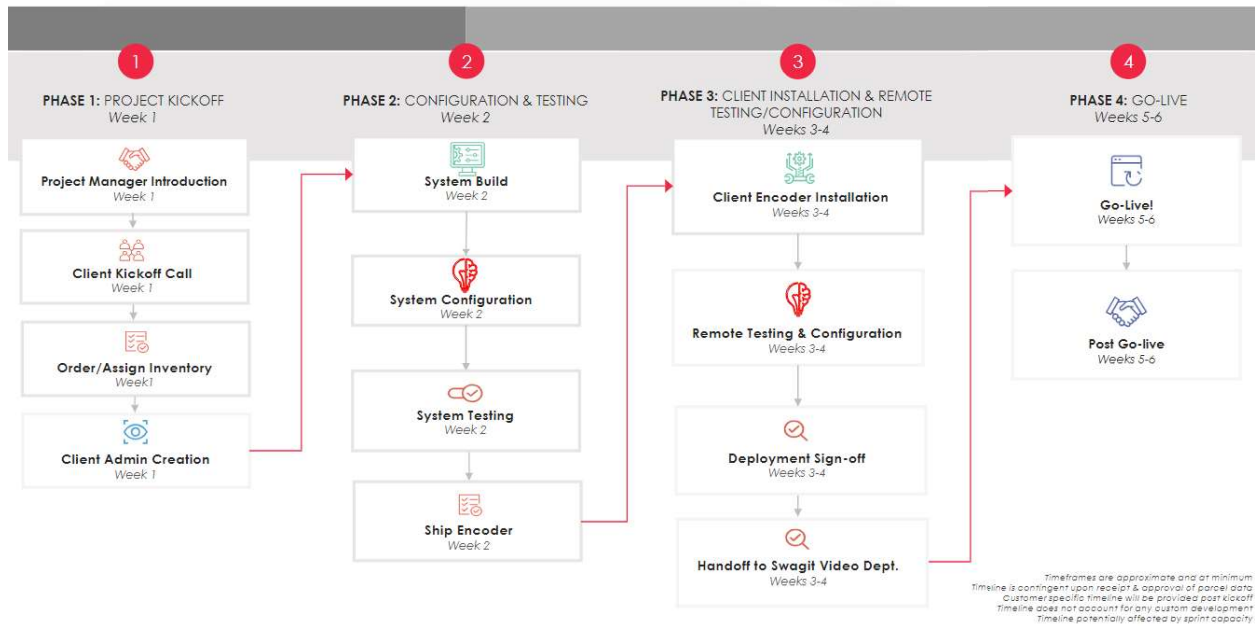 1
2
3
4
PHASE 1: PROJECT KICKOFF
Week 1
PHASE 2: CONFIGURATION & TESTING
Week 2
PHASE 3: CLIENT INSTALLATION & REMOTE
TESTING/CONFIGURATION
Weeks 3-4
PHASE 4: GO-LIVE
Weeks 5-6
Project Manager Introduction
Week 1
Client Kickoff Call
Week 1
Order/Assign Inventory
Week1
Client Admin Creation
Week 1
System Build
Week 2
System Configuration
Week 2
System Testing
Week 2
Ship Encoder
Week 2
Client Encoder Installation
Weeks 3-4
Remote Testing & Configuration
Weeks 3-4
Deployment Sign-off
Weeks 3-4
Handoff to Swagit Video Dept.
Weeks 3-4
Go-Live!
Weeks 5-6
Post Go-live
Weeks 5-6
Timeframes are approximate and at minimum
Timeline is contingent upon receipt & approval of parcel data
Customer specific timeline will be provided post kickoff
Timeline does not account for any custom development
Timeline potentially affected by sprint capacity